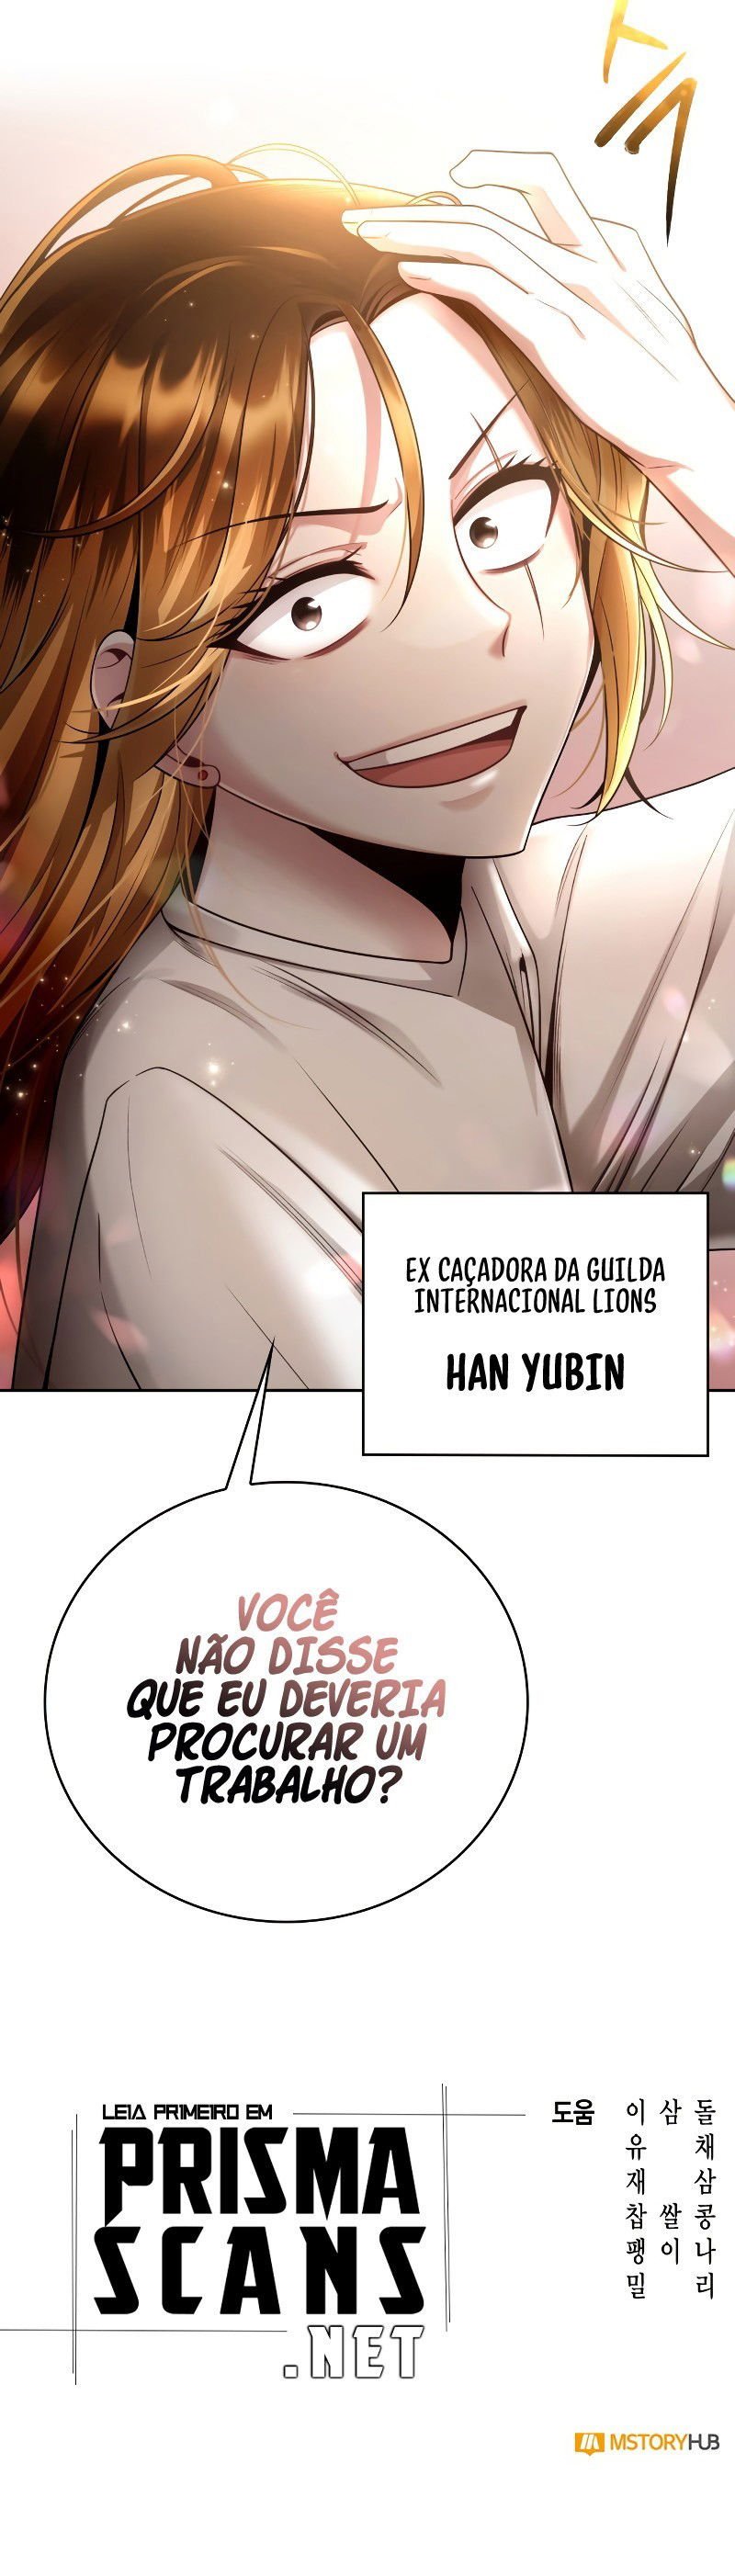 EX CAÇADORA DA GUILDA
INTERNACIONAL LIONS
HAN YUBIN
VOCÊ
NÃO DISSE
QUE EU DEVERIA
PROCURAR UM
TRABALHO?
LEIA PRIMEIRO EM
PRISMA
SCANS
.NET
도움
돌채삼콩나리
삼쌀이
이유재찹팽밀
MSTORYHUB